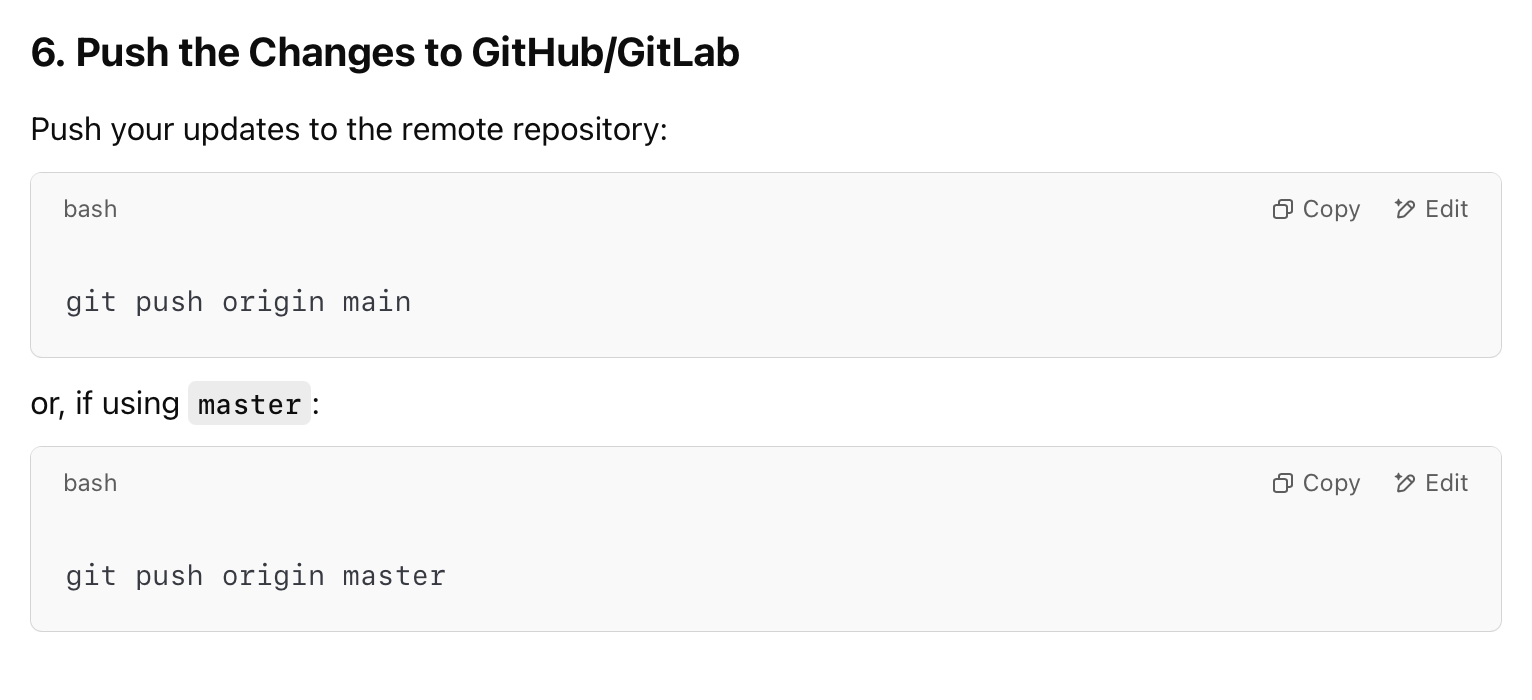 6. Push the Changes to GitHub/GitLab
Push your updates to the remote repository:
bash Copy Edit
git push origin main
or, if using master:
bash Copy Edit
git push origin master